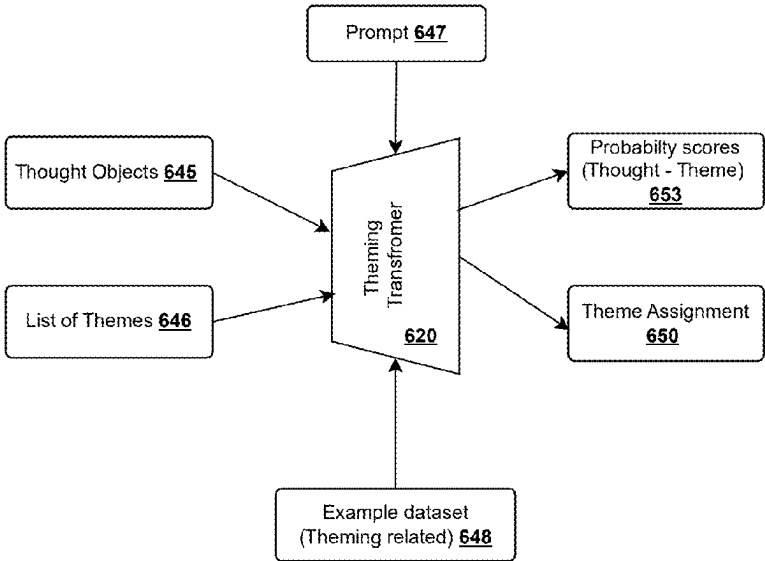 Prompt 647
Thought Objects 645
List of Themes 646
Theming
Transfromer
620
Probabilty scores
(Thought - Theme)
653
Theme Assignment
650
Example dataset
(Theming related) 648